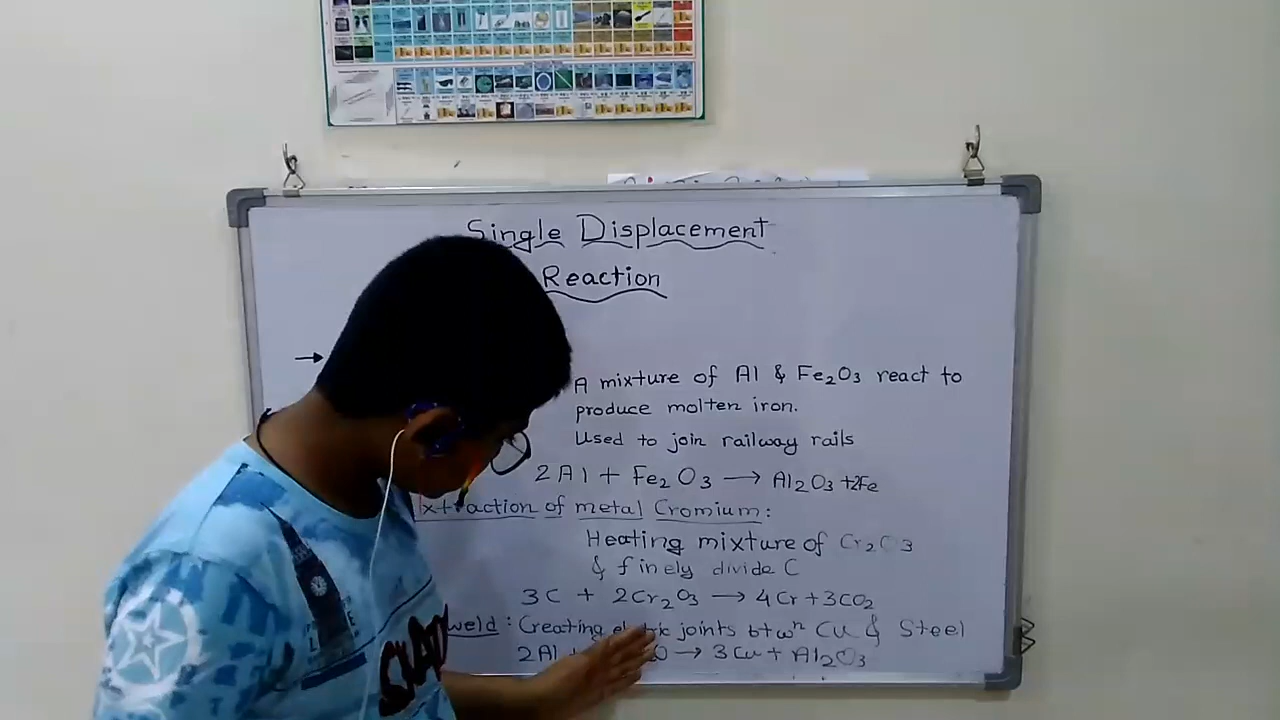 Single Displacement
Reaction
→
A mixture of Al & Fe₂O₃ react to
produce molten iron.
Used to join railway rails
2Al + Fe₂O₃ → Al₂O₃ +2Fe
xtraction of metal Cromium:
Heating mixture of Cr₂O3
& finely divide C
3C + 2Cr₂O₃ → 4Cr+3CO₂
weld: Creating electric joints btwⁿ Cu & Steel
2Al + O → 3Cu + Al₂O₃